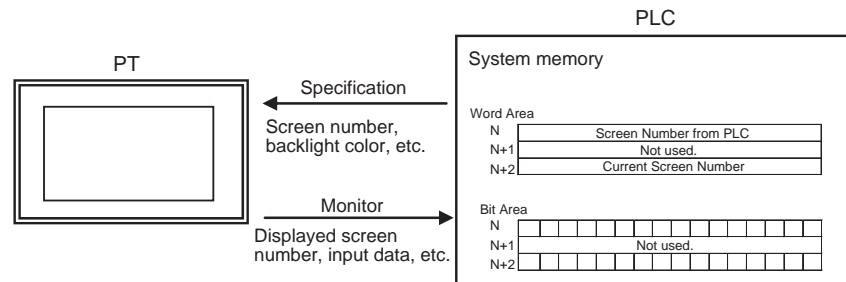 PLC
PT
System memory
Specification
Screen number,
backlight color, etc.
Monitor
Displayed screen
number, input data, etc.
Word Area
N Screen Number from PLC
N+1 Not used.
N+2 Current Screen Number
Bit Area
N
N+1 Not used.
N+2